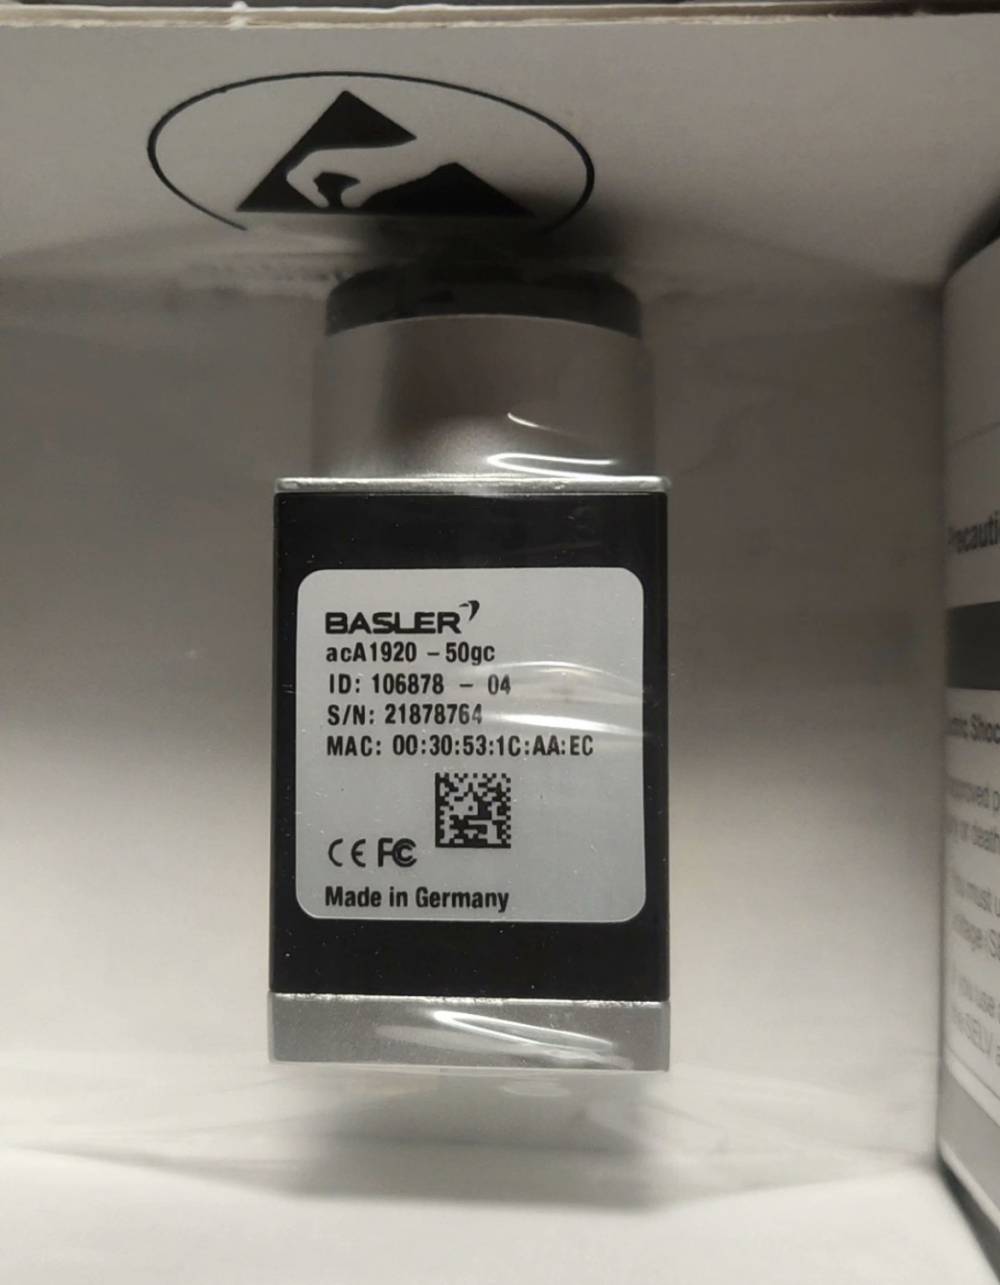 BASLER
acA1920 - 50gc
ID: 106878 - 04
S/N: 21878764
MAC: 00:30:53:1C:AA:EC
CE FC
Made in Germany